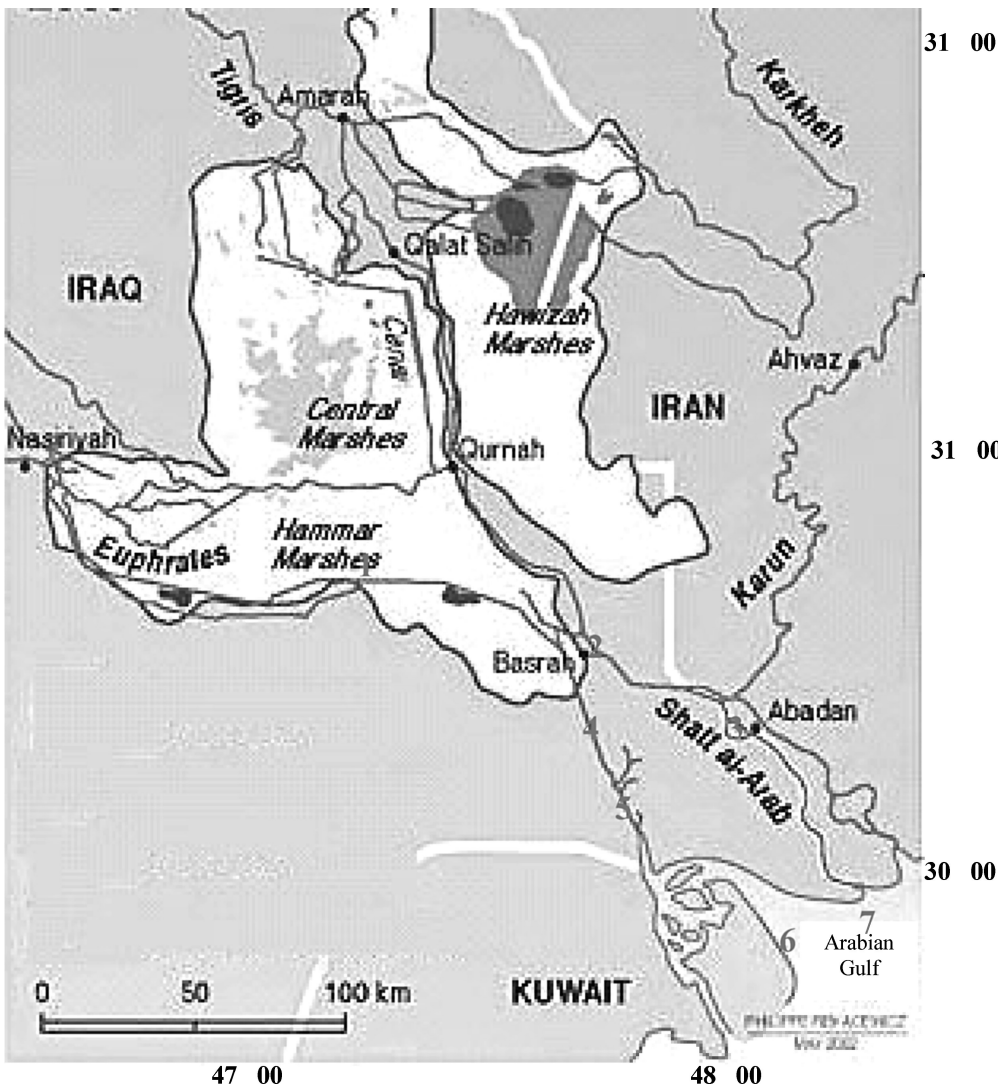 31 00
Karkheh
Tigris
Amarah
Qalat Salih
IRAQ
Hawizah
Marshes
Canal
Ahvaz
Central
Marshes
IRAN
Nasiriyah
Qurnah
31 00
Hammar
Marshes
Euphrates
Karun
Basrah
Abadan
Shatt al-Arab
5
30 00
7
6
Arabian
Gulf
0 50 100 km
KUWAIT
2002
47 00
48 00